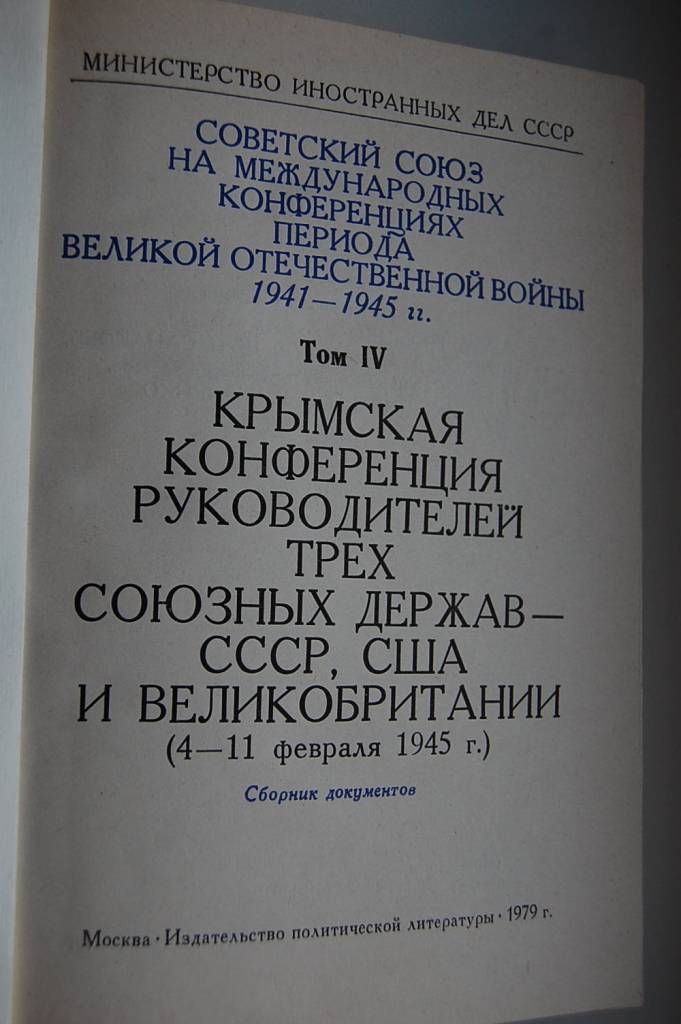 МИНИСТЕРСТВО ИНОСТРАННЫХ ДЕЛ СССР
СОВЕТСКИЙ СОЮЗ
НА МЕЖДУНАРОДНЫХ
КОНФЕРЕНЦИЯХ
ПЕРИОДА
ВЕЛИКОЙ ОТЕЧЕСТВЕННОЙ ВОЙНЫ
1941—1945 гг.
Том IV
КРЫМСКАЯ
КОНФЕРЕНЦИЯ
РУКОВОДИТЕЛЕЙ
ТРЕХ
СОЮЗНЫХ ДЕРЖАВ—
СССР, США
И ВЕЛИКОБРИТАНИИ
(4—11 февраля 1945 г.)
Сборник документов
Москва · Издательство политической литературы · 1979 г.